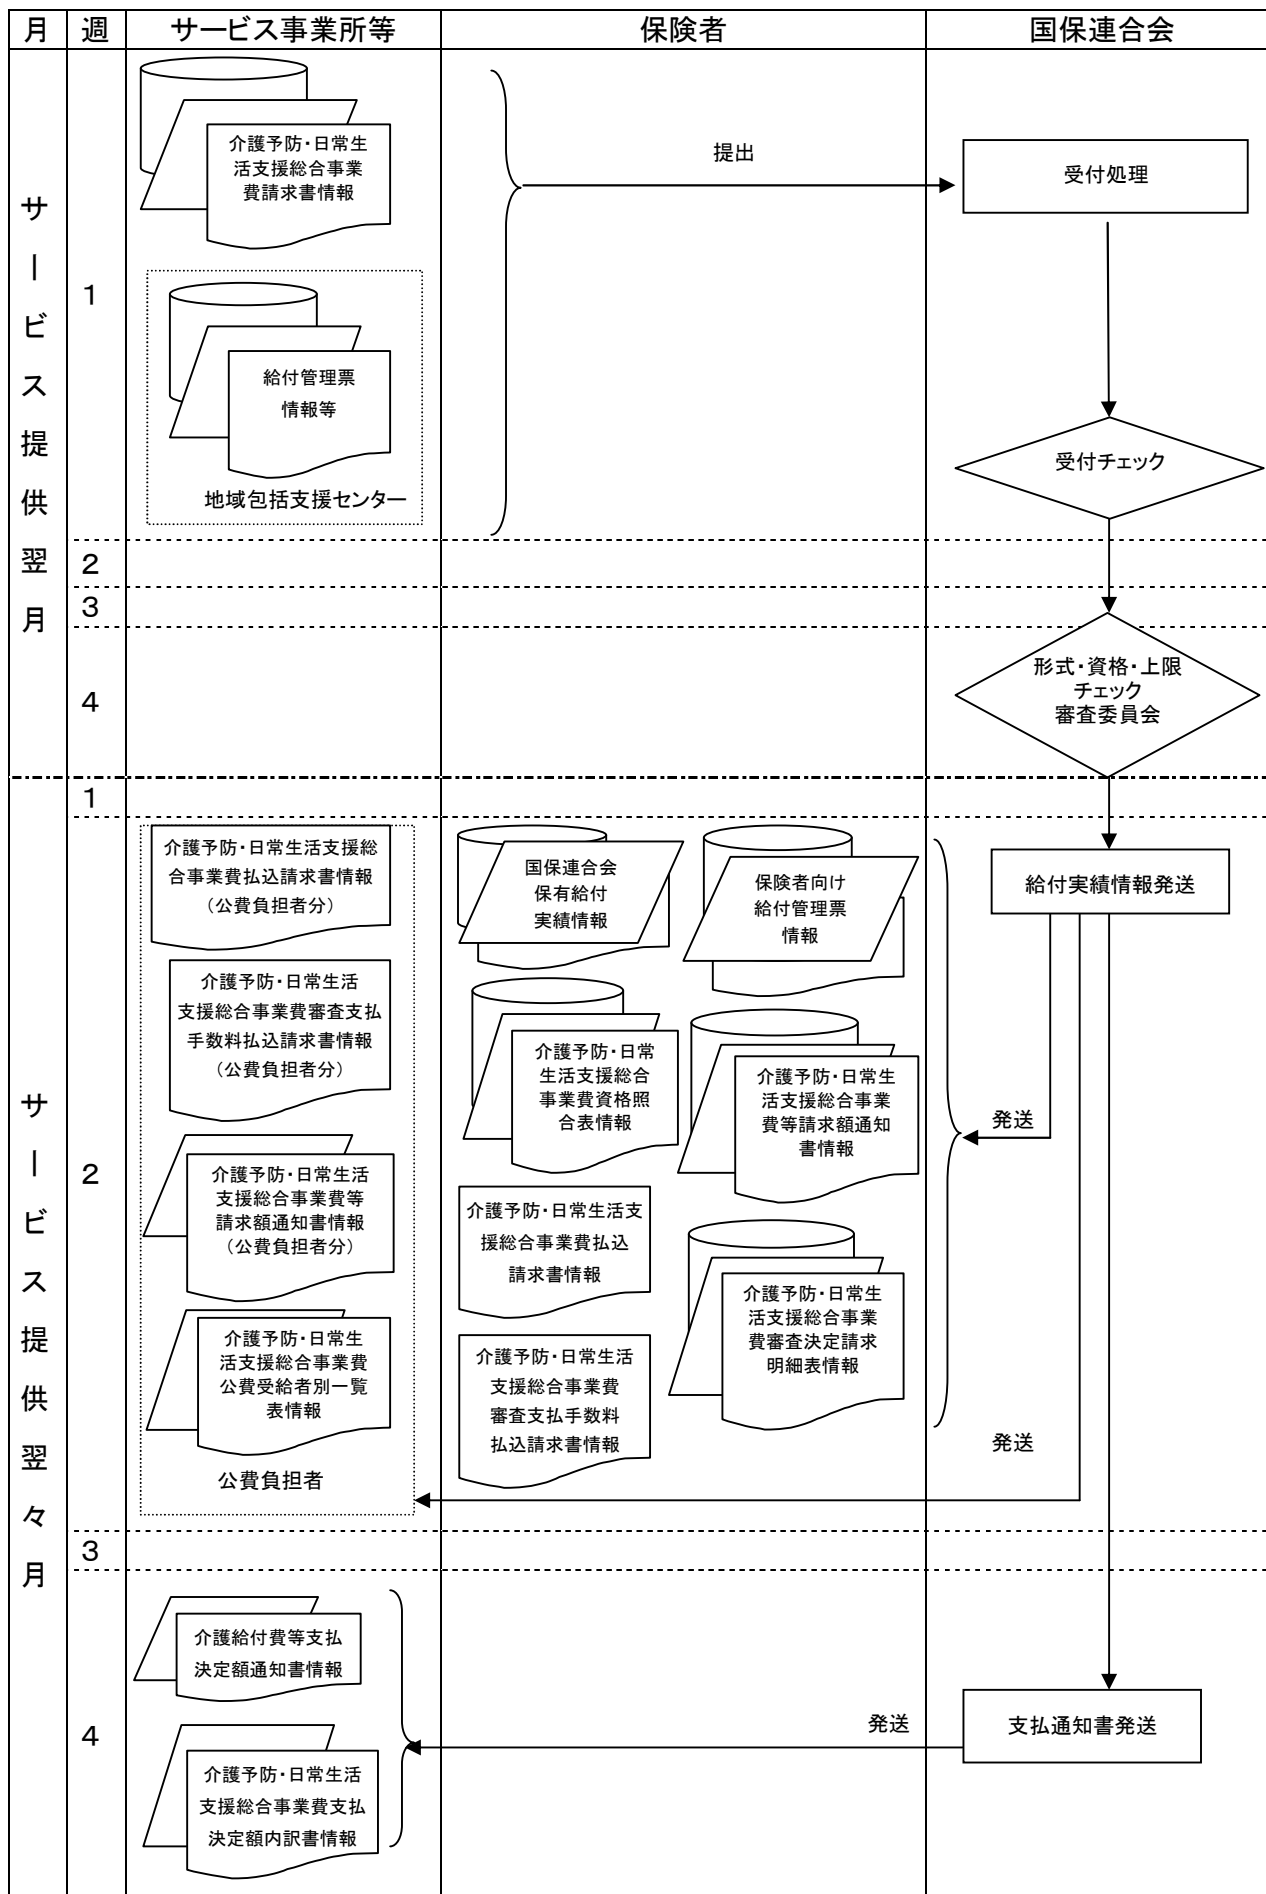 月
週
サービス事業所等
保険者
国保連合会
サービス提供翌月
1
介護予防・日常生
活支援総合事業
費請求書情報
提出
受付処理
給付管理票
情報等
地域包括支援センター
受付チェック
2
3
4
形式・資格・上限
チェック
審査委員会
サービス提供翌々月
1
2
介護予防・日常生活支援総
合事業費払込請求書情報
（公費負担者分）
介護予防・日常生活
支援総合事業費審査支払
手数料払込請求書情報
（公費負担者分）
介護予防・日常生活
支援総合事業費等
請求額通知書情報
（公費負担者分）
介護予防・日常生
活支援総合事業費
公費受給者別一覧
表情報
公費負担者
国保連合会
保有給付
実績情報
保険者向け
給付管理票
情報
介護予防・日常
生活支援総合
事業費資格照
合表情報
介護予防・日常生
活支援総合事業
費等請求額通知
書情報
介護予防・日常生活支
援総合事業費払込
請求書情報
介護予防・日常生
活支援総合事業
費審査決定請求
明細表情報
介護予防・日常生活
支援総合事業費
審査支払手数料
払込請求書情報
給付実績情報発送
発送
発送
3
4
介護給付費等支払
決定額通知書情報
介護予防・日常生活
支援総合事業費支払
決定額内訳書情報
発送
支払通知書発送